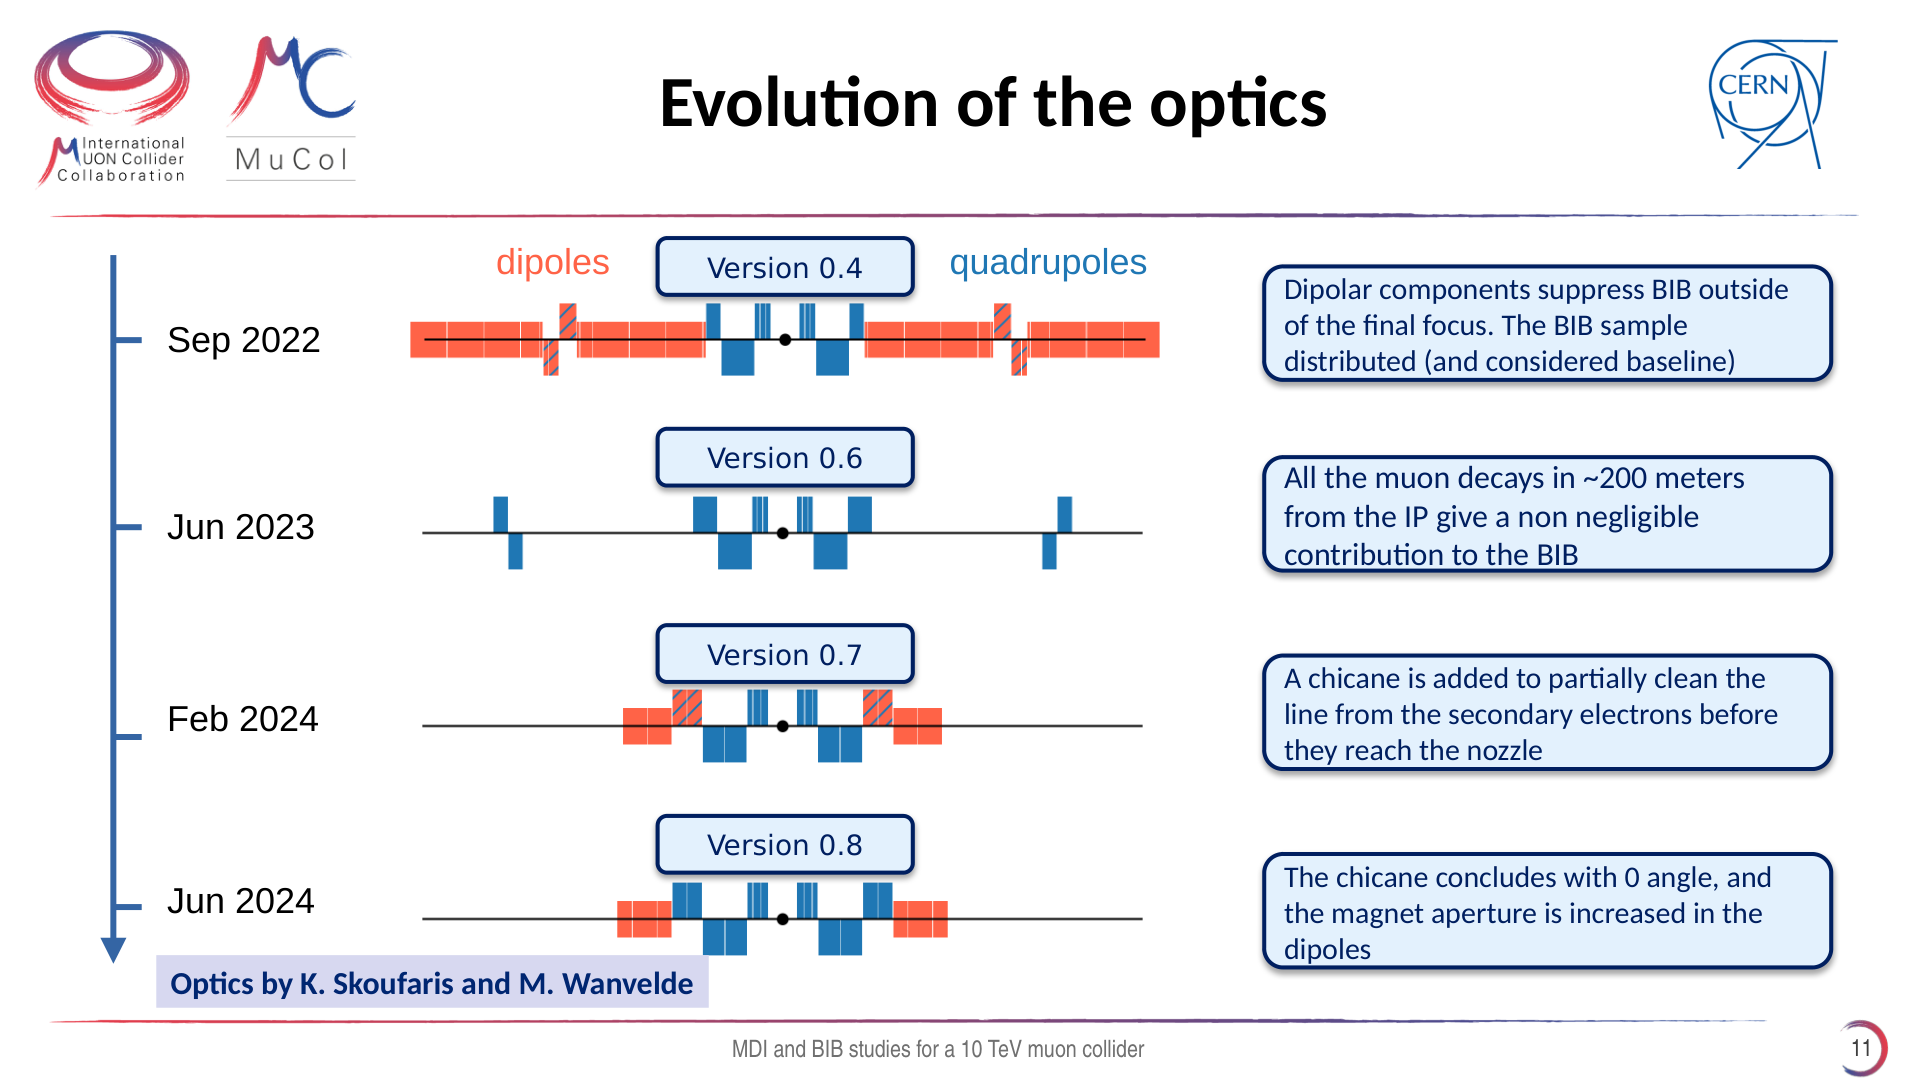 International
UON Collider
Collaboration
MuCol
Evolution of the optics
CERN
dipoles
Version 0.4
quadrupoles
Sep 2022
Dipolar components suppress BIB outside
of the final focus. The BIB sample
distributed (and considered baseline)
Version 0.6
Jun 2023
All the muon decays in ~200 meters
from the IP give a non negligible
contribution to the BIB
Version 0.7
Feb 2024
A chicane is added to partially clean the
line from the secondary electrons before
they reach the nozzle
Version 0.8
Jun 2024
The chicane concludes with 0 angle, and
the magnet aperture is increased in the
dipoles
Optics by K. Skoufaris and M. Wanvelde
MDI and BIB studies for a 10 TeV muon collider
11